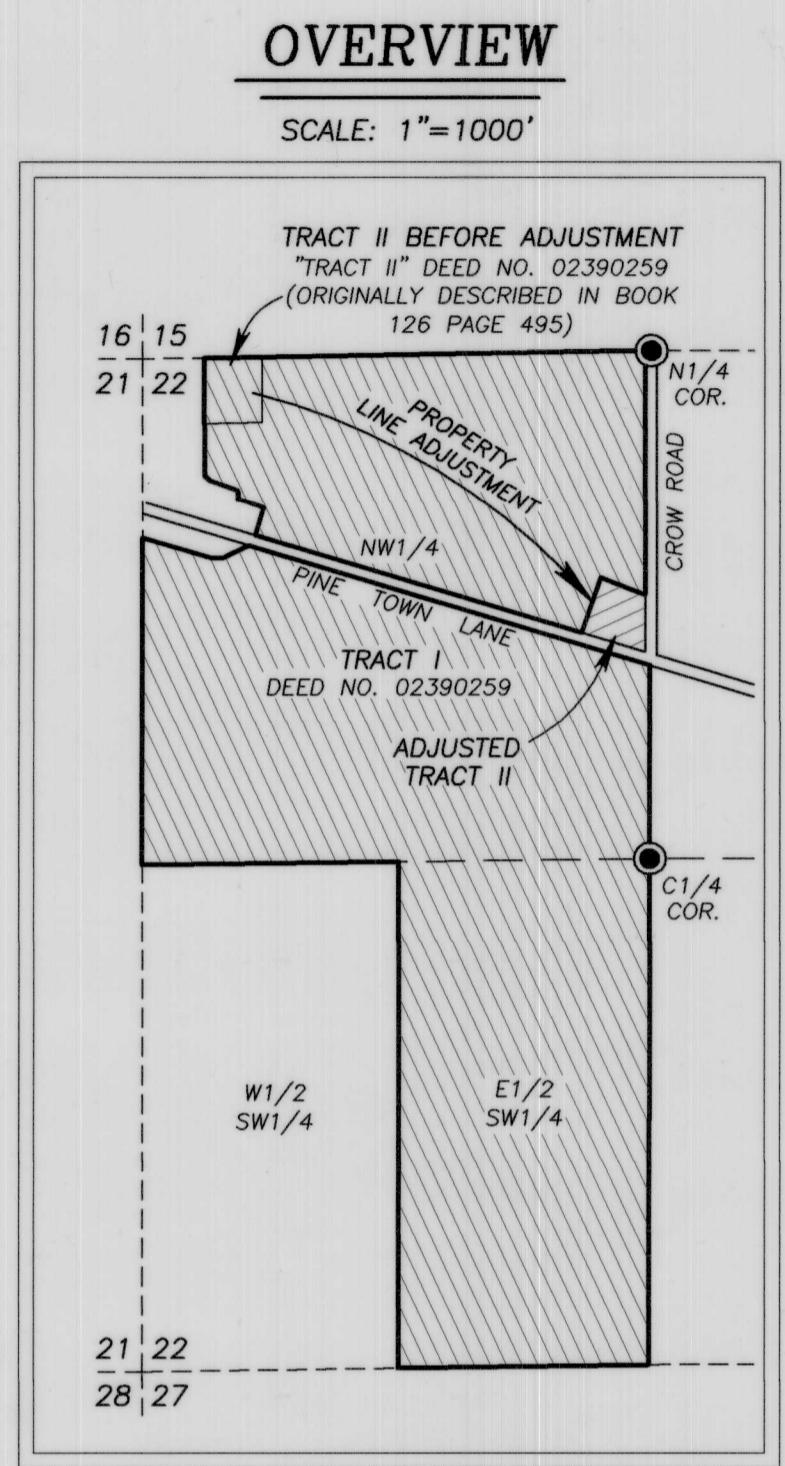 OVERVIEW
SCALE: 1"=1000'
TRACT II BEFORE ADJUSTMENT
"TRACT II" DEED NO. 02390259
(ORIGINALLY DESCRIBED IN BOOK
126 PAGE 495)
16 15
21 22
N1/4
COR.
PROPERTY
LINE ADJUSTMENT
CROW ROAD
NW1/4
PINE TOWN LANE
TRACT I
DEED NO. 02390259
ADJUSTED
TRACT II
C1/4
COR.
W1/2
SW1/4
E1/2
SW1/4
21 22
28 27